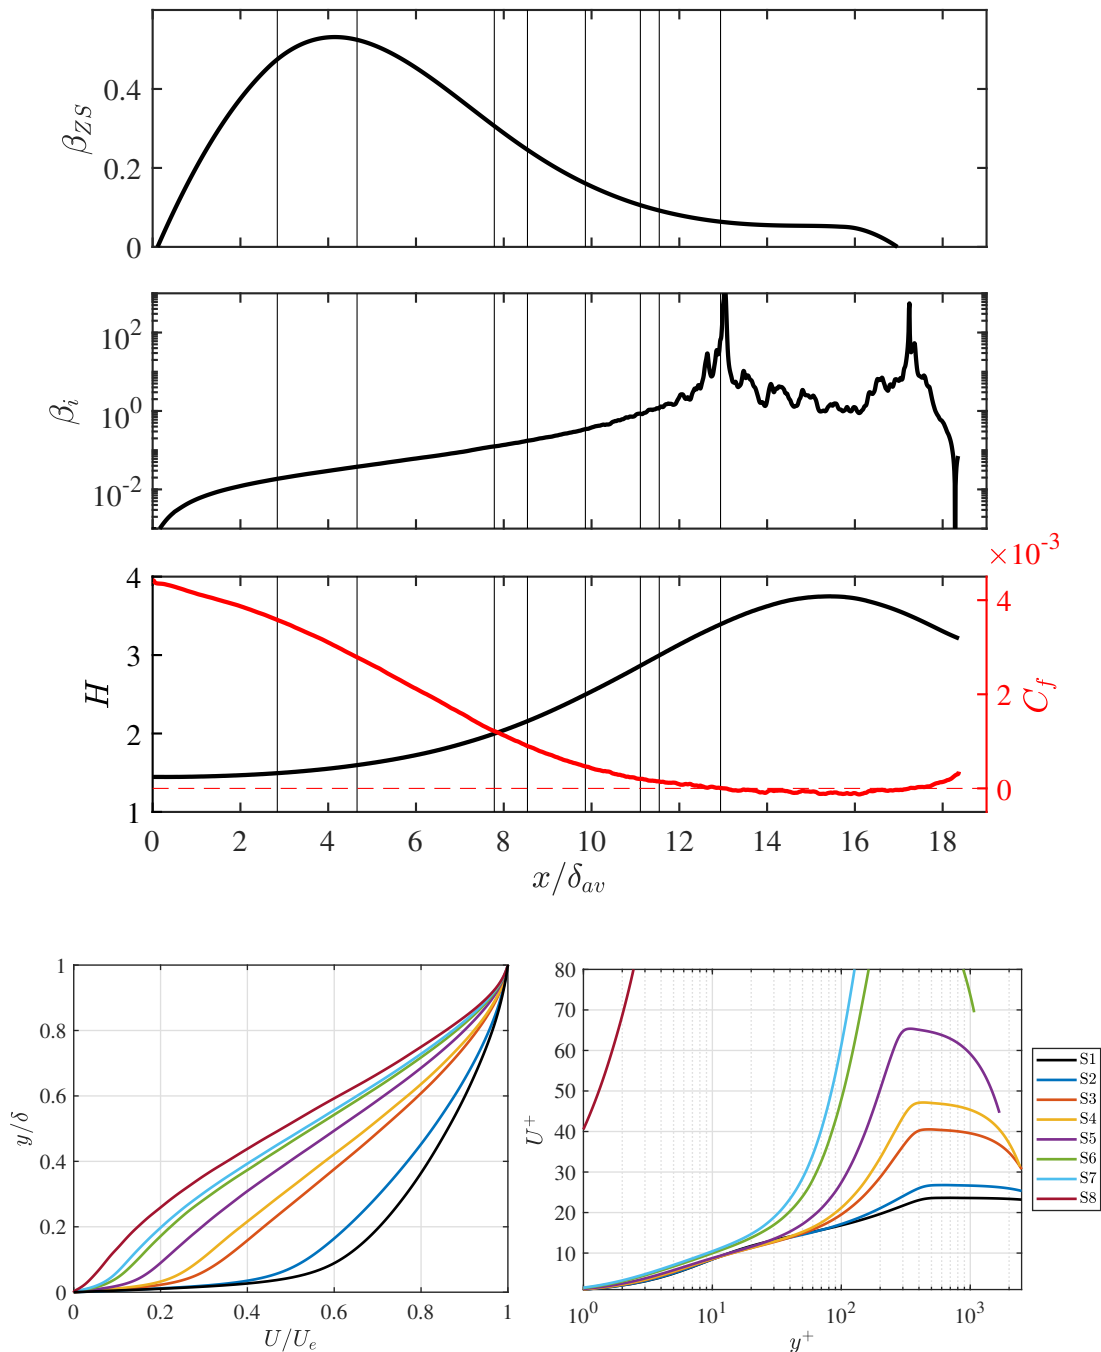 0.4
0.2
0
β_ZS
10^2
10^0
10^-2
β_i
×10^-3
4
3
2
1
H
4
2
0
C_f
0 2 4 6 8 10 12 14 16 18
x/δ_av
1
0.8
0.6
0.4
0.2
0
y/δ
0 0.2 0.4 0.6 0.8 1
U/U_e
80
70
60
50
40
30
20
10
U^+
10^0 10^1 10^2 10^3
y^+
S1
S2
S3
S4
S5
S6
S7
S8